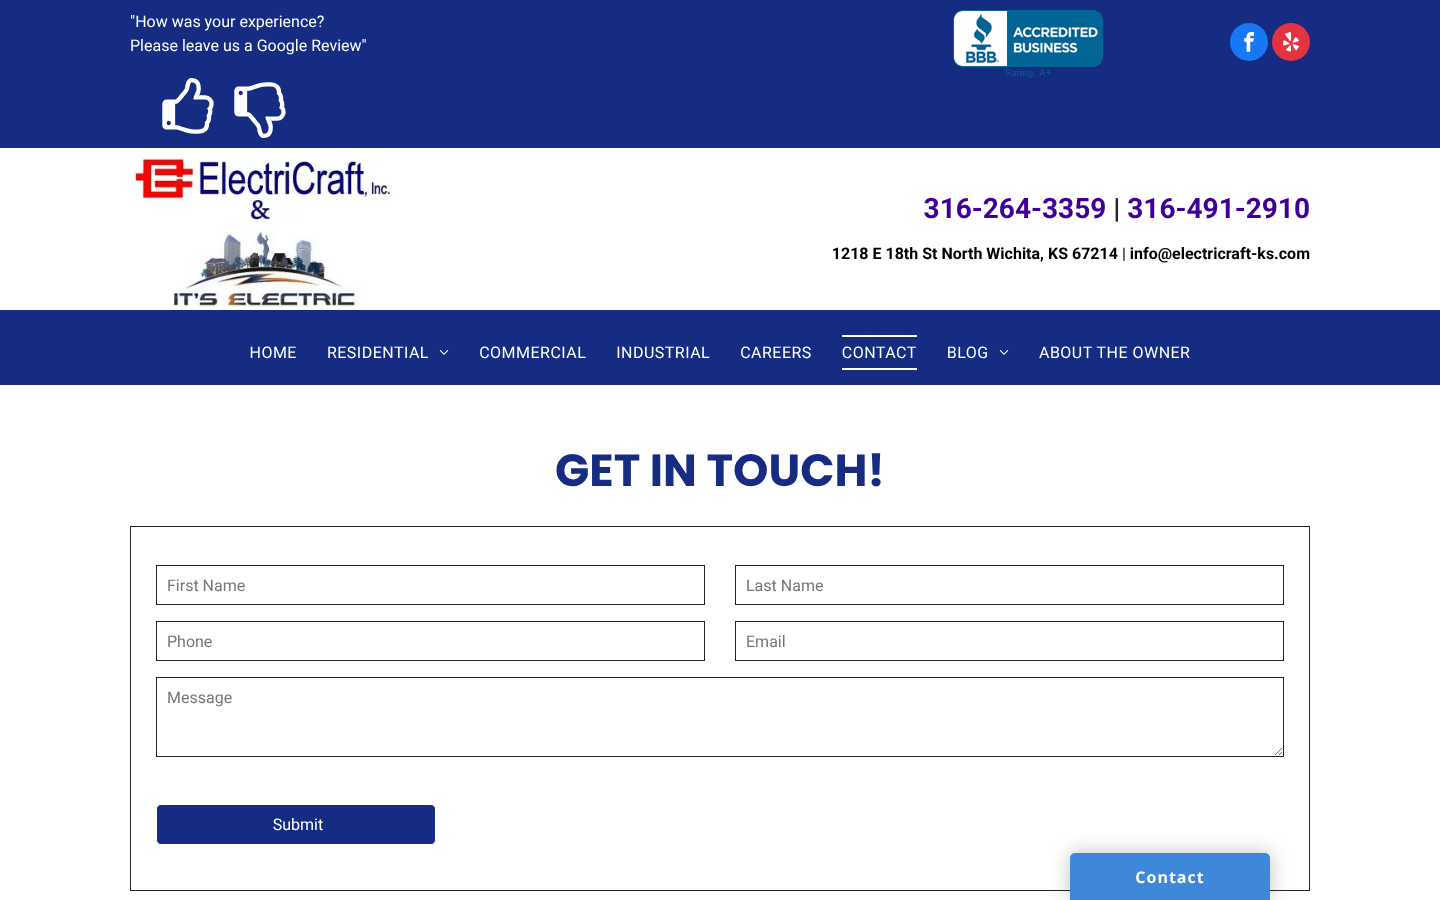 "How was your experience?
Please leave us a Google Review"
BBB.
ACCREDITED
BUSINESS
Rating: A+
ElectriCraft, Inc.
&
IT'S ELECTRIC
316-264-3359 | 316-491-2910
1218 E 18th St North Wichita, KS 67214 | info@electricraft-ks.com
HOME RESIDENTIAL COMMERCIAL INDUSTRIAL CAREERS CONTACT BLOG ABOUT THE OWNER
GET IN TOUCH!
First Name Last Name
Phone Email
Message
Submit
Contact